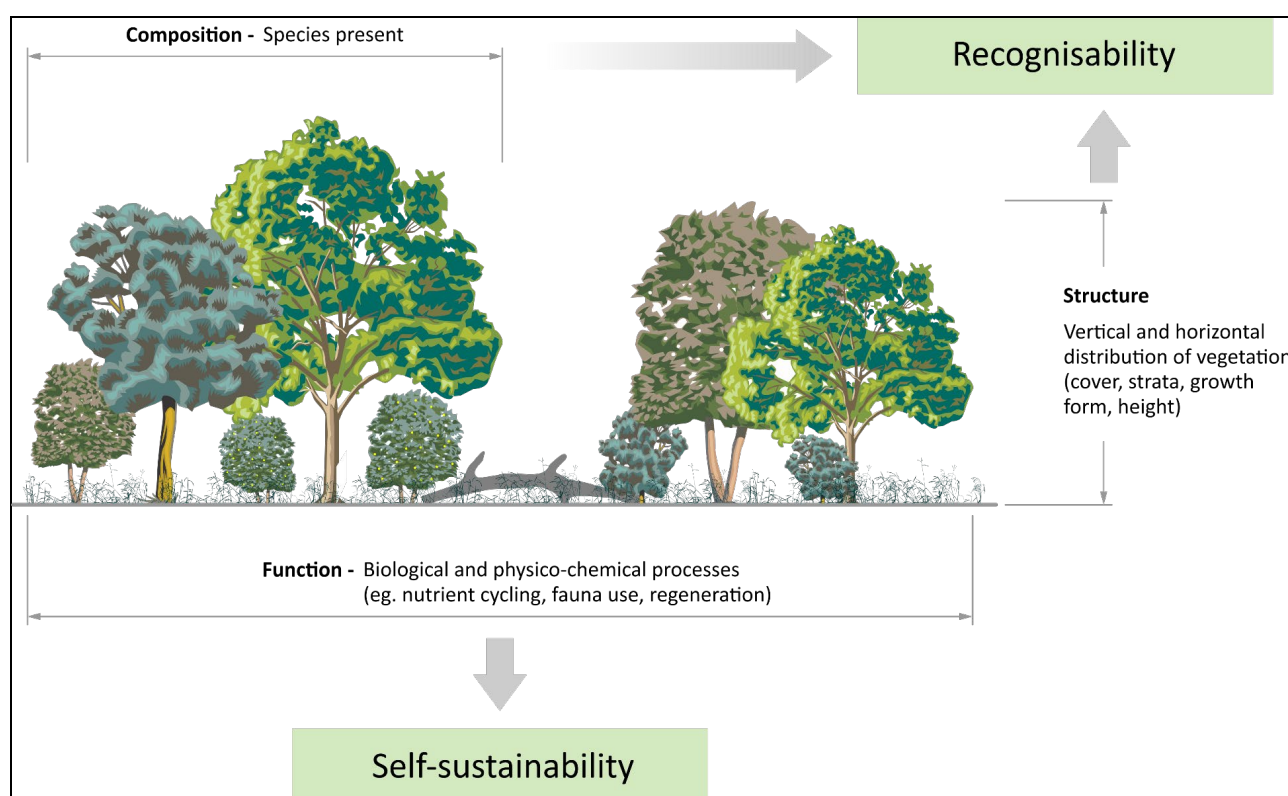 Composition - Species present
Recognisability
Structure
Vertical and horizontal
distribution of vegetation
(cover, strata, growth
form, height)
Function - Biological and physico-chemical processes
(eg. nutrient cycling, fauna use, regeneration)
Self-sustainability